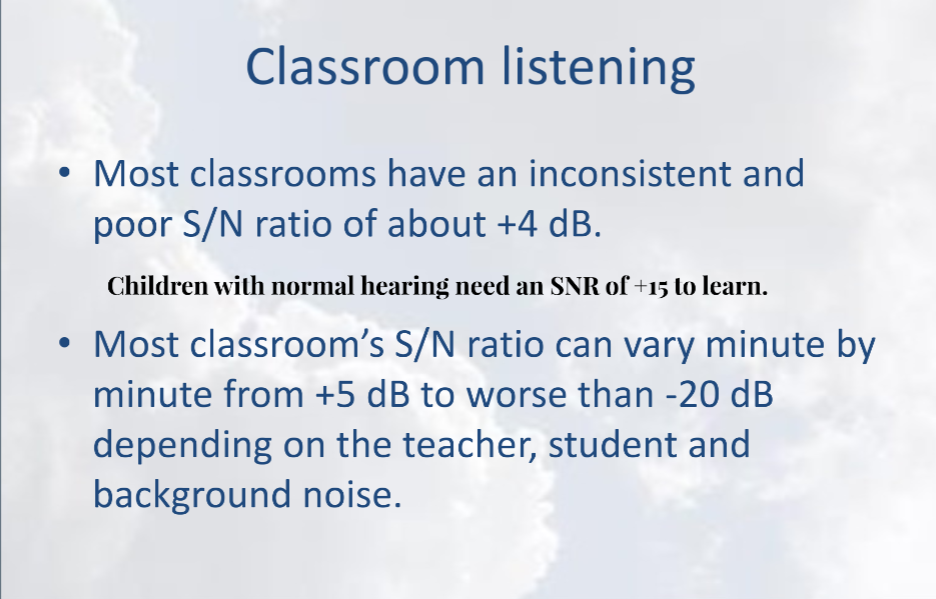 Classroom listening
• Most classrooms have an inconsistent and
poor S/N ratio of about +4 dB.
Children with normal hearing need an SNR of +15 to learn.
• Most classroom’s S/N ratio can vary minute by
minute from +5 dB to worse than -20 dB
depending on the teacher, student and
background noise.